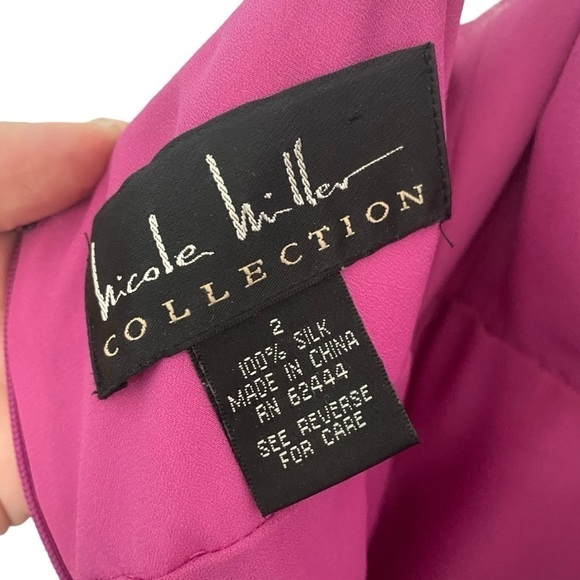 nicole miller
COLLECTION
2
100% SILK
MADE IN CHINA
RN 62444
SEE REVERSE
FOR CARE